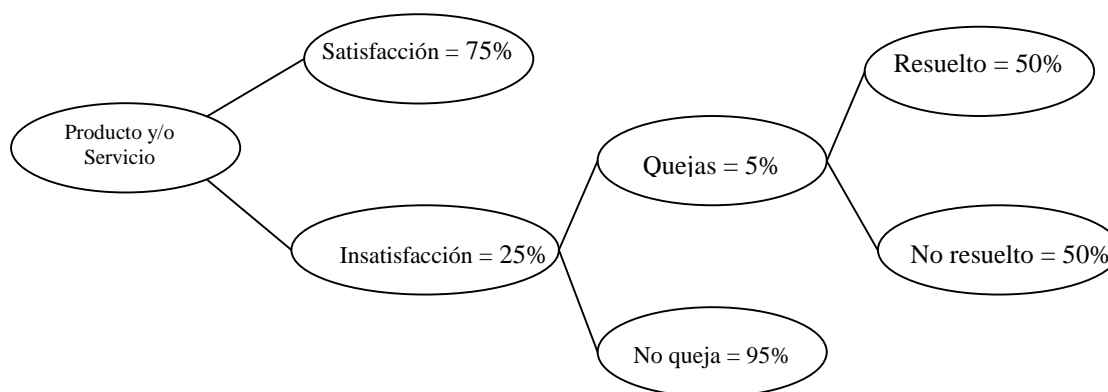 Satisfacción = 75%
Resuelto = 50%
Producto y/o
Servicio
Quejas = 5%
Insatisfacción = 25%
No resuelto = 50%
No queja = 95%